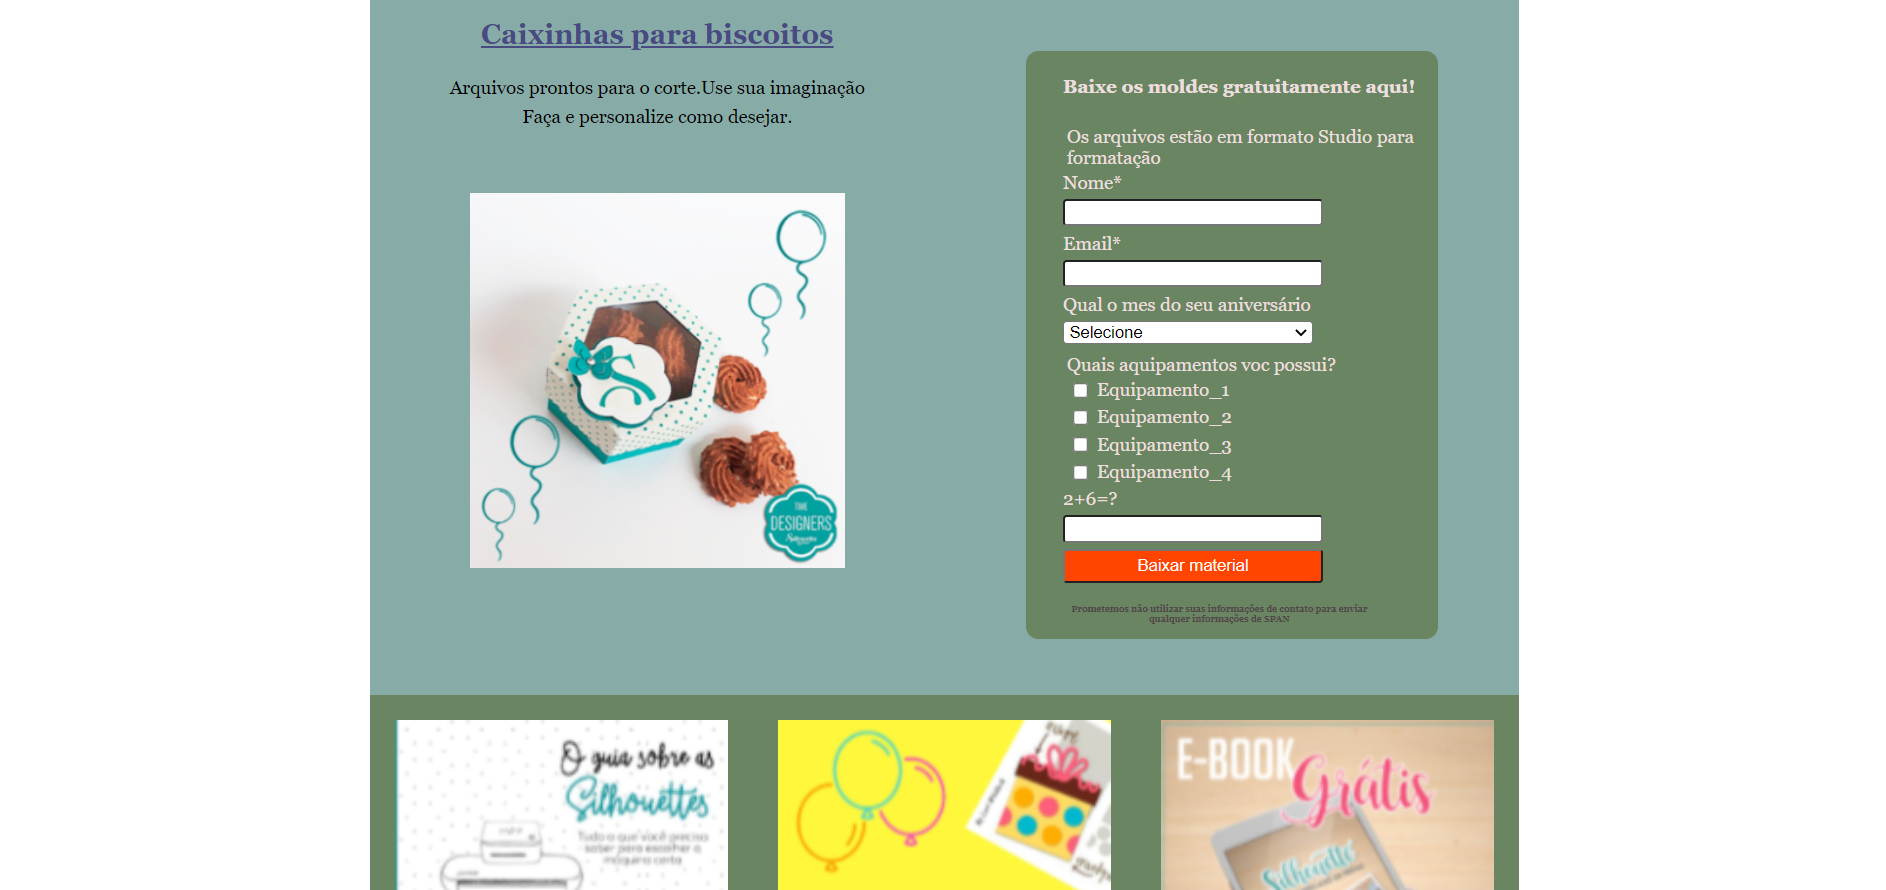 Caixinhas para biscoitos
Arquivos prontos para o corte.Use sua imaginação
Faça e personalize como desejar.
S
TIME
DESIGNERS
Silhouette
Baixe os moldes gratuitamente aqui!
Os arquivos estão em formato Studio para
formatação
Nome*
Email*
Qual o mes do seu aniversário
Selecione
Quais aquipamentos voc possui?
Equipamento_1
Equipamento_2
Equipamento_3
Equipamento_4
2+6=?
Baixar material
Prometemos não utilizar suas informações de contato para enviar
qualquer informações de SPAN
O guia sobre as
Silhouettes
Tudo o que você precisa
saber para escolher a
máquina certa
E-BOOK
Grátis
Silhouette